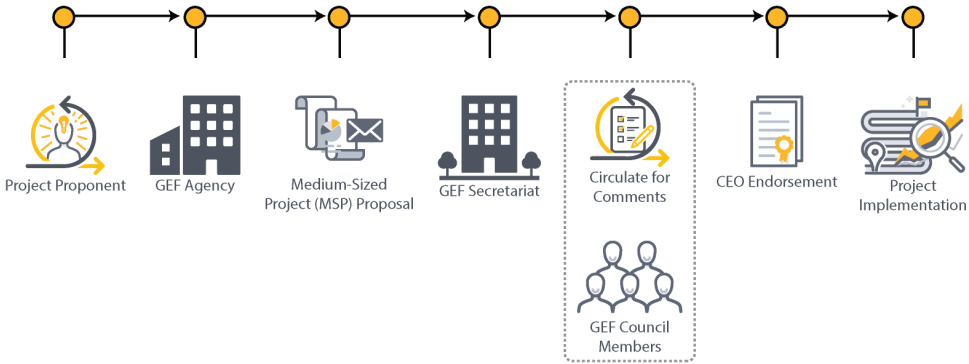 Project Proponent
GEF Agency
Medium-Sized
Project (MSP) Proposal
GEF Secretariat
Circulate for
Comments
GEF Council
Members
CEO Endorsement
Project
Implementation